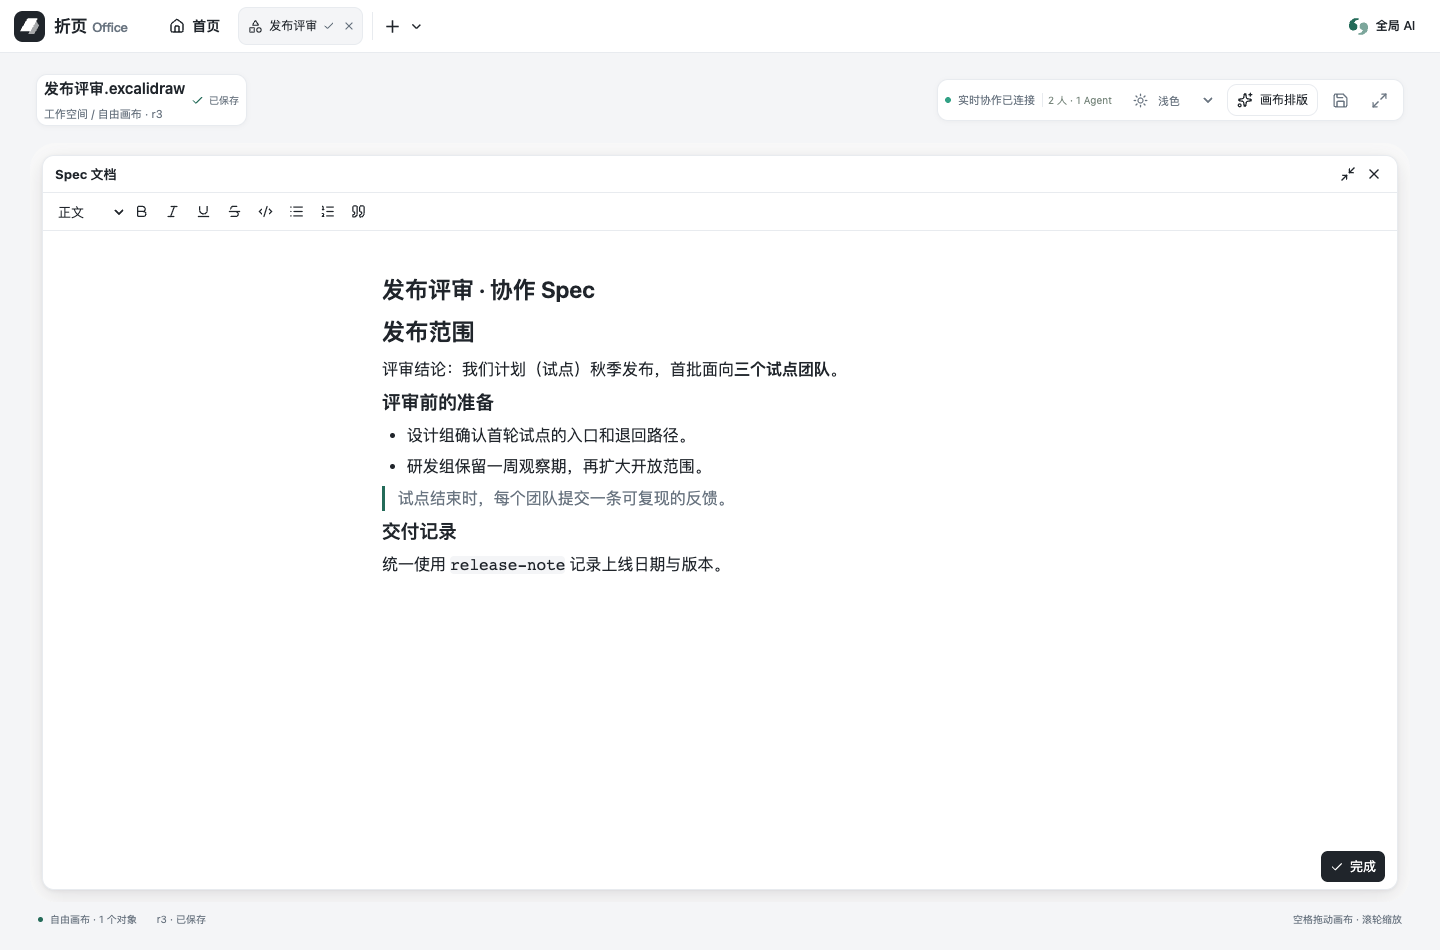 折页 Office
首页
发布评审
全局 AI
发布评审.excalidraw
已保存
工作空间 / 自由画布 · r3
实时协作已连接
2 人 · 1 Agent
浅色
画布排版
Spec 文档
正文
发布评审 · 协作 Spec
发布范围
评审结论：我们计划（试点）秋季发布，首批面向三个试点团队。
评审前的准备
• 设计组确认首轮试点的入口和退回路径。
• 研发组保留一周观察期，再扩大开放范围。
试点结束时，每个团队提交一条可复现的反馈。
交付记录
统一使用 release-note 记录上线日期与版本。
完成
自由画布 · 1 个对象
r3 · 已保存
空格拖动画布 · 滚轮缩放